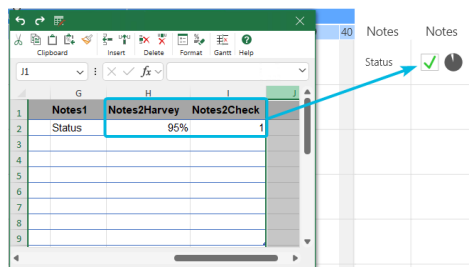 40 Notes Notes
Clipboard Insert Delete Format Gantt Help
J1 fx
G H I J
1 Notes1 Notes2Harvey Notes2Check
2 Status 95% 1
3
4
5
6
7
8
9
Status